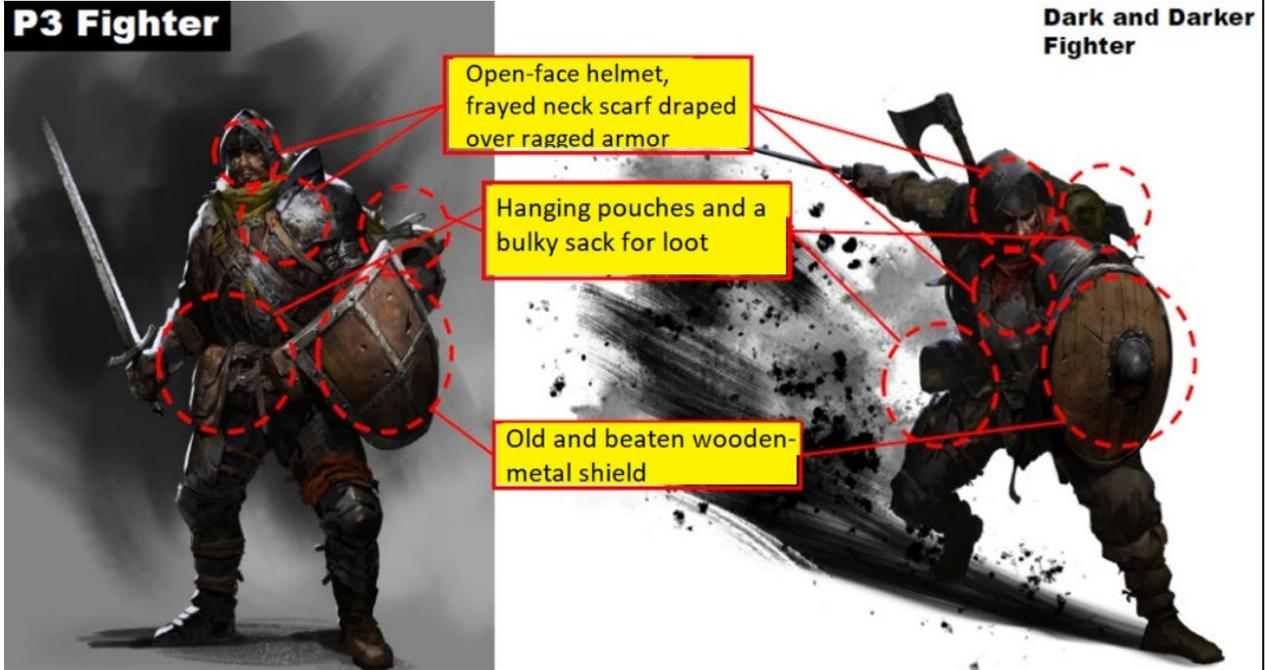 P3 Fighter
Dark and Darker
Fighter
Open-face helmet,
frayed neck scarf draped
over ragged armor
Hanging pouches and a
bulky sack for loot
Old and beaten wooden-
metal shield